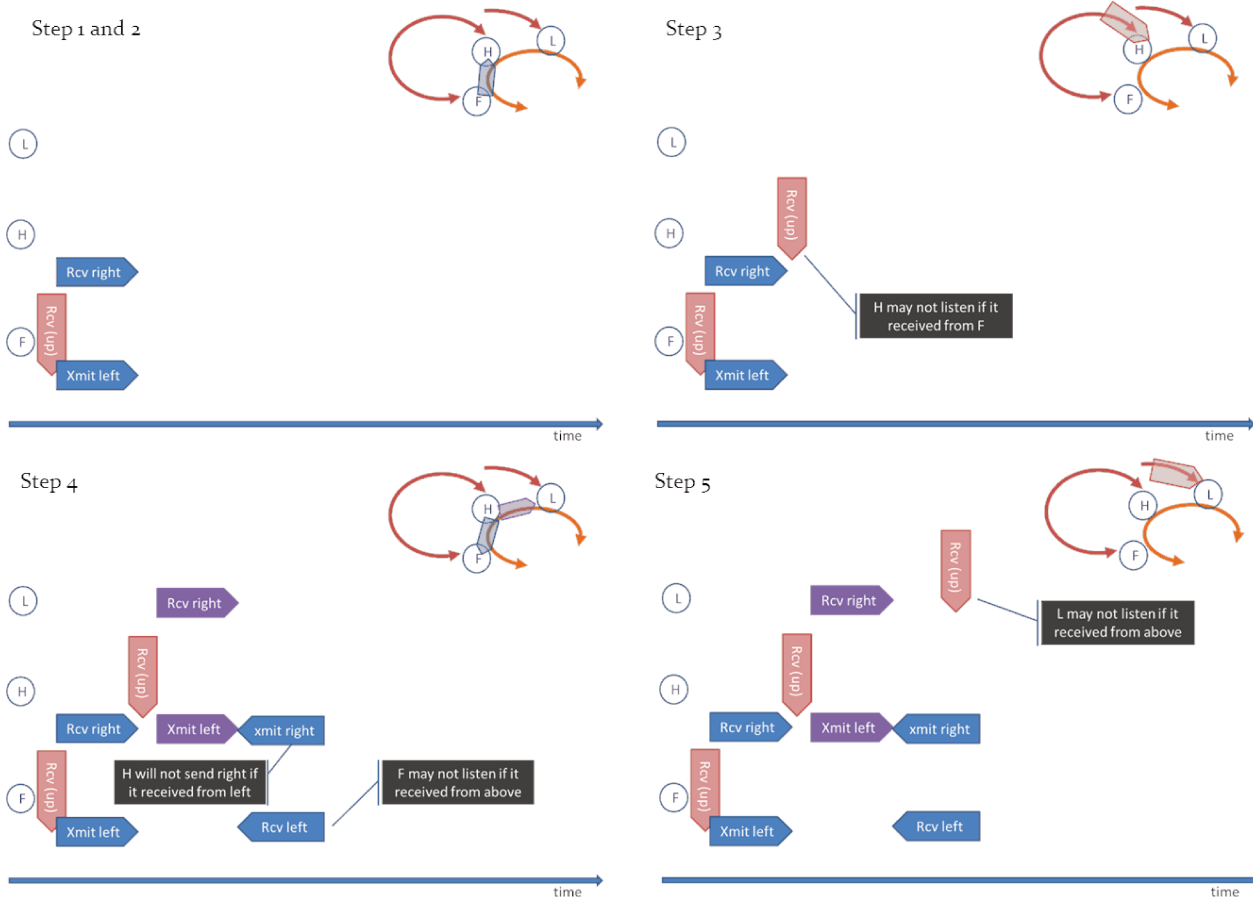 Step 1 and 2
H
L
F
L
H
Rcv right
Rcv (up)
F
Xmit left
time
Step 3
H
L
F
L
Rcv (up)
H
Rcv right
H may not listen if it
received from F
Rcv (up)
F
Xmit left
time
Step 4
H
L
F
L
Rcv right
Rcv (up)
H
Rcv right
Xmit left
xmit right
H will not send right if
it received from left
F may not listen if it
received from above
Rcv (up)
F
Xmit left
Rcv left
time
Step 5
L
H
F
Rcv (up)
L
Rcv right
L may not listen if it
received from above
Rcv (up)
H
Rcv right
Xmit left
xmit right
Rcv (up)
F
Xmit left
Rcv left
time